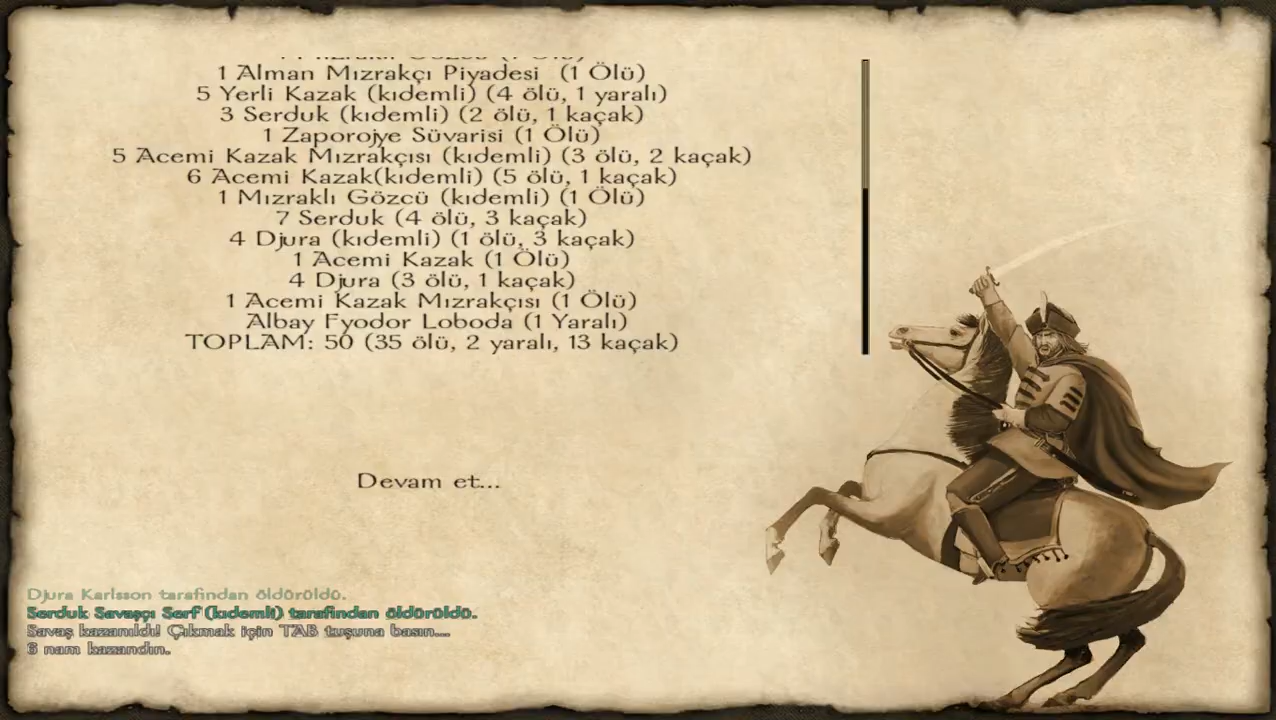 1 Alman Mızrakçı Piyadesi (1 Ölü)
5 Yerli Kazak (kıdemli) (4 ölü, 1 yaralı)
3 Serduk (kıdemli) (2 ölü, 1 kaçak)
1 Zaporojye Süvarisi (1 Ölü)
5 Acemi Kazak Mızrakçısı (kıdemli) (3 ölü, 2 kaçak)
6 Acemi Kazak(kıdemli) (5 ölü, 1 kaçak)
1 Mızraklı Gözcü (kıdemli) (1 Ölü)
7 Serduk (4 ölü, 3 kaçak)
4 Djura (kıdemli) (1 ölü, 3 kaçak)
1 Acemi Kazak (1 Ölü)
4 Djura (3 ölü, 1 kaçak)
1 Acemi Kazak Mızrakçısı (1 Ölü)
Albay Fyodor Loboda (1 Yaralı)
TOPLAM: 50 (35 ölü, 2 yaralı, 13 kaçak)
Devam et...
Djura Karlsson tarafından öldürüldü.
Serduk Savaşçı Serf (kıdemli) tarafından öldürüldü.
Savaş kazanıldı! Çıkmak için TAB tuşuna basın...
6 nam kazandın.